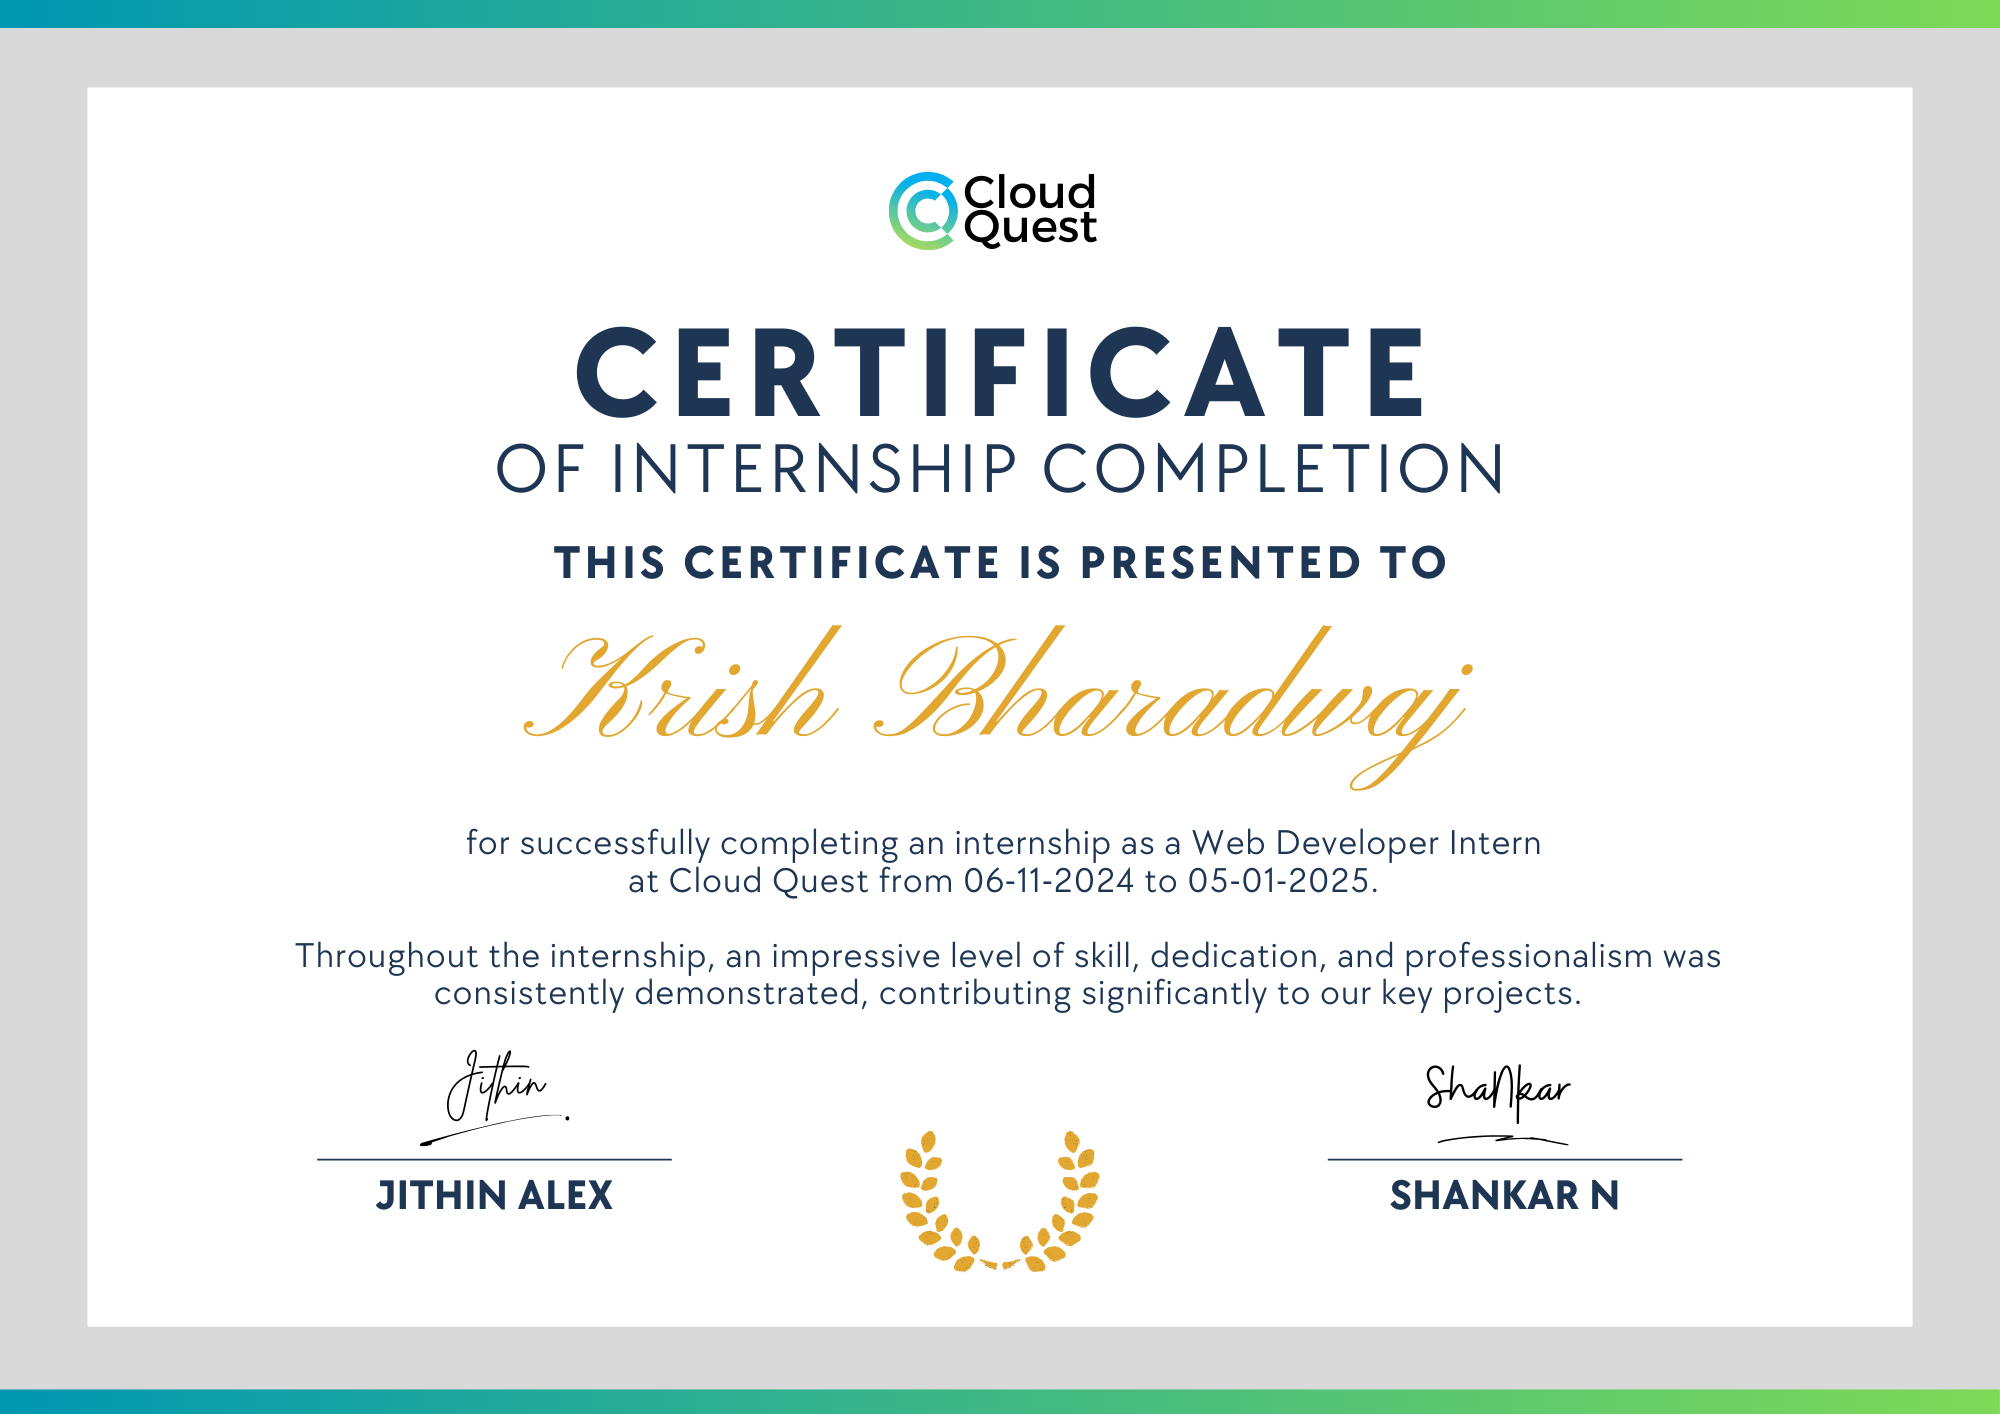 Cloud
Quest
CERTIFICATE
OF INTERNSHIP COMPLETION
THIS CERTIFICATE IS PRESENTED TO
Krish Bharadwaj
for successfully completing an internship as a Web Developer Intern
at Cloud Quest from 06-11-2024 to 05-01-2025.
Throughout the internship, an impressive level of skill, dedication, and professionalism was
consistently demonstrated, contributing significantly to our key projects.
Jithin
ShaNkar
JITHIN ALEX
SHANKAR N